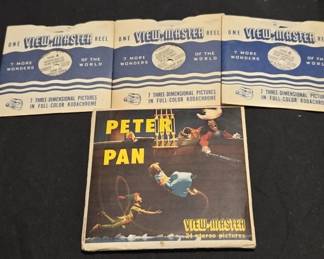 ONE VIEW-MASTER REEL
7 MORE WONDERS OF THE WORLD
7 THREE DIMENSIONAL PICTURES
IN FULL-COLOR KODACHROME
ONE VIEW-MASTER REEL
7 MORE WONDERS OF THE WORLD
7 THREE DIMENSIONAL PICTURES
IN FULL-COLOR KODACHROME
ONE VIEW-MASTER REEL
7 MORE WONDERS OF THE WORLD
7 THREE DIMENSIONAL PICTURES
IN FULL-COLOR KODACHROME
PETER
PAN
VIEW-MASTER
21 stereo pictures